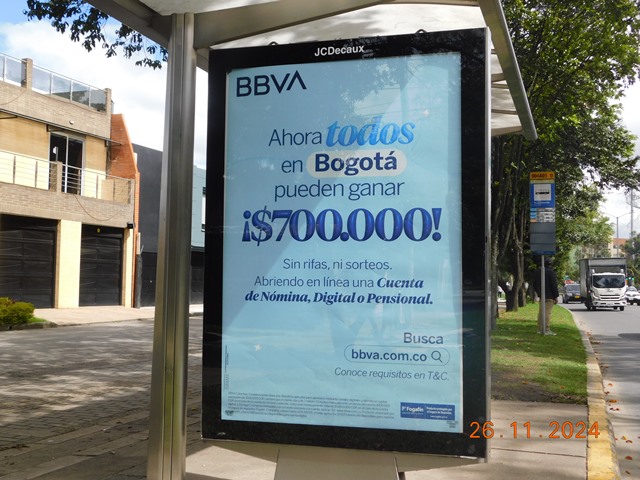 JCDecaux
BBVA
Ahora todos
en Bogotá
pueden ganar
¡$700.000!
Sin rifas, ni sorteos.
Abriendo en línea una Cuenta
de Nómina, Digital o Pensional.
Busca
bbva.com.co
Conoce requisitos en T&C.
Fogafín
26.11.2024